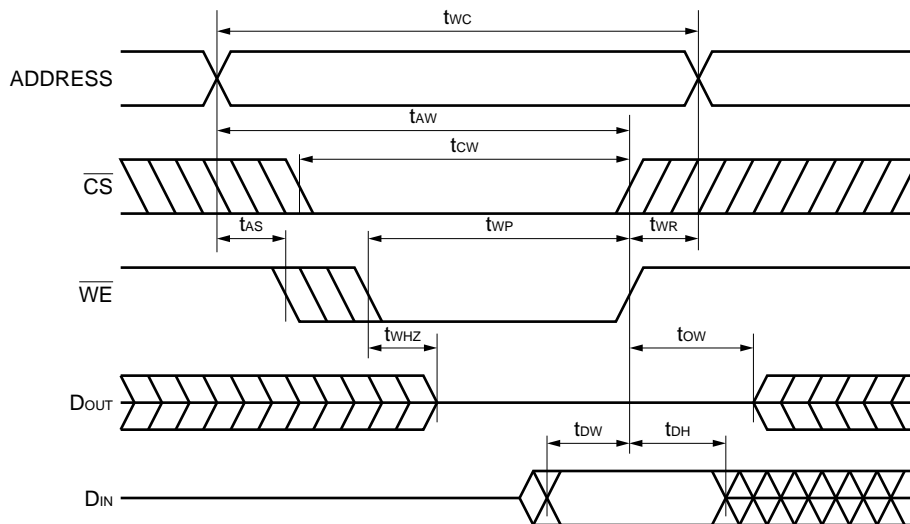 tWC
ADDRESS
tAW
tCW
CS
tAS
tWP
tWR
WE
tWHZ
tOW
DOUT
tDW
tDH
DIN